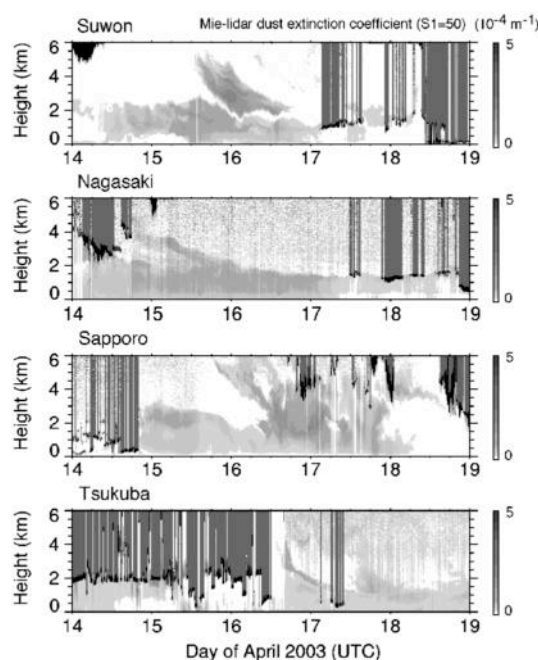 Suwon Mie-lidar dust extinction coefficient (S1=50) (10⁻⁴ m⁻¹)
Height (km)
6
4
2
0
5
0
14 15 16 17 18 19
Nagasaki
Height (km)
6
4
2
0
5
0
14 15 16 17 18 19
Sapporo
Height (km)
6
4
2
0
5
0
14 15 16 17 18 19
Tsukuba
Height (km)
6
4
2
0
5
0
14 15 16 17 18 19
Day of April 2003 (UTC)